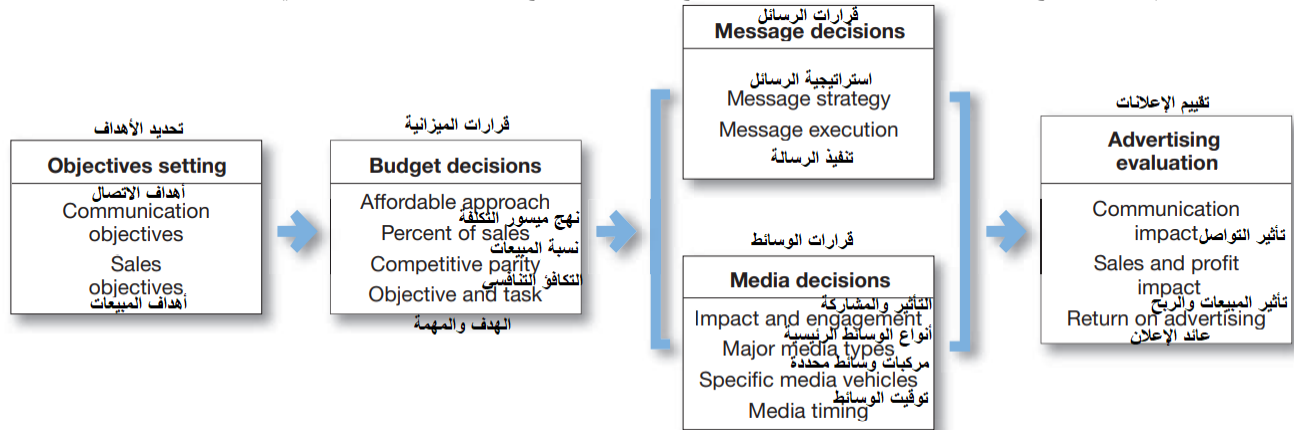 تحديد الأهداف
Objectives setting
أهداف الاتصال
Communication
objectives
Sales
objectives
أهداف المبيعات
قرارات الميزانية
Budget decisions
Affordable approach
نهج ميسور التكلفة
Percent of sales
نسبة المبيعات
Competitive parity
التكافؤ التنافسي
Objective and task
الهدف والمهمة
قرارات الرسائل
Message decisions
استراتيجية الرسائل
Message strategy
Message execution
تنفيذ الرسالة
قرارات الوسائط
Media decisions
التأثير والمشاركة
Impact and engagement
أنواع الوسائط الرئيسية
Major media types
مركبات وسائط محددة
Specific media vehicles
توقيت الوسائط
Media timing
تقييم الإعلانات
Advertising
evaluation
Communication
impact
تأثير التواصل
Sales and profit
impact
تأثير المبيعات والربح
Return on advertising
عائد الإعلان